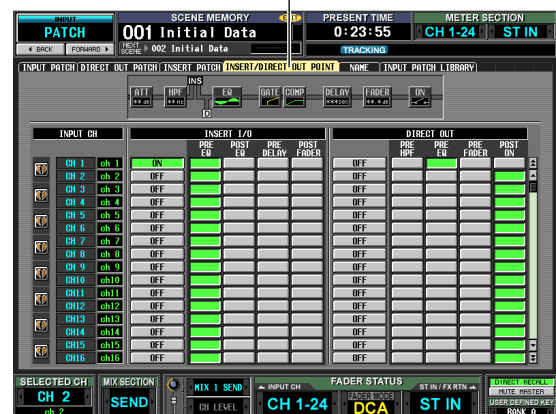 INPUT SCENE MEMORY EDIT PRESENT TIME METER SECTION
PATCH 001 Initial Data 0:23:55 CH 1-24 ST IN
BACK FORWARD NEXT SCENE 002 Initial Data TRACKING
INPUT PATCH DIRECT OUT PATCH INSERT PATCH INSERT/DIRECT OUT POINT NAME INPUT PATCH LIBRARY
INS
ATT HPF EQ GATE COMP DELAY FADER ON
**dB **Hz ***sec **.*dB
D
INPUT CH INSERT I/O DIRECT OUT
PRE EQ POST EQ PRE DELAY POST FADER PRE HPF PRE EQ PRE FADER POST ON
CH 1 ch 1 ON OFF
CH 2 ch 2 OFF OFF
CH 3 ch 3 OFF OFF
CH 4 ch 4 OFF OFF
CH 5 ch 5 OFF OFF
CH 6 ch 6 OFF OFF
CH 7 ch 7 OFF OFF
CH 8 ch 8 OFF OFF
CH 9 ch 9 OFF OFF
CH10 ch10 OFF OFF
CH11 ch11 OFF OFF
CH12 ch12 OFF OFF
CH13 ch13 OFF OFF
CH14 ch14 OFF OFF
CH15 ch15 OFF OFF
CH16 ch16 OFF OFF
SELECTED CH MIX SECTION MIX 1 SEND FADER STATUS DIRECT RECALL
INPUT CH ST IN / FX RTN MUTE MASTER
CH 2 SEND CH LEVEL CH 1-24 FADER MODE DCA ST IN USER DEFINED KEY
ch 2 BANK A